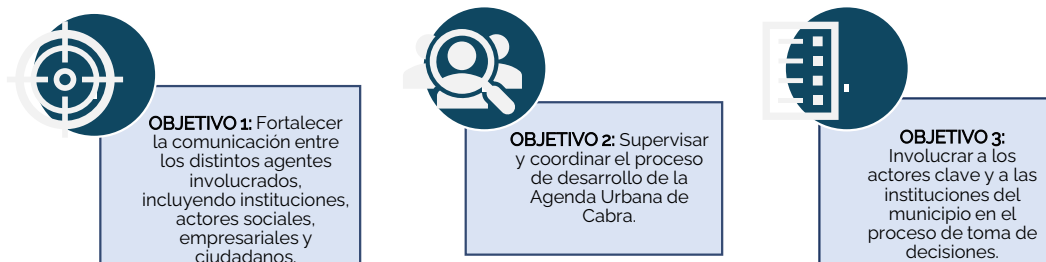 OBJETIVO 1: Fortalecer
la comunicación entre
los distintos agentes
involucrados,
incluyendo instituciones,
actores sociales,
empresariales y
ciudadanos.
OBJETIVO 2: Supervisar
y coordinar el proceso
de desarrollo de la
Agenda Urbana de
Cabra.
OBJETIVO 3:
Involucrar a los
actores clave y a las
instituciones del
municipio en el
proceso de toma de
decisiones.